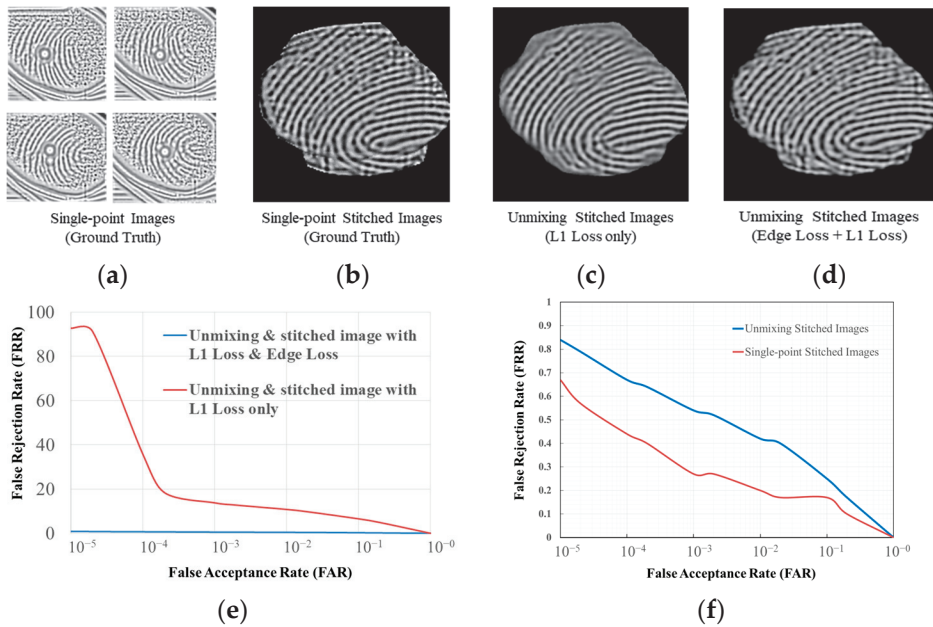 Single-point Images
(Ground Truth)
(a)
Single-point Stitched Images
(Ground Truth)
(b)
Unmixing Stitched Images
(L1 Loss only)
(c)
Unmixing Stitched Images
(Edge Loss + L1 Loss)
(d)
False Rejection Rate (FRR)
100
80
60
40
20
0
Unmixing & stitched image with
L1 Loss & Edge Loss
Unmixing & stitched image with
L1 Loss only
10⁻⁵ 10⁻⁴ 10⁻³ 10⁻² 10⁻¹ 10⁻⁰
False Acceptance Rate (FAR)
(e)
False Rejection Rate (FRR)
1
0.9
0.8
0.7
0.6
0.5
0.4
0.3
0.2
0.1
0
Unmixing Stitched Images
Single-point Stitched Images
10⁻⁵ 10⁻⁴ 10⁻³ 10⁻² 10⁻¹ 10⁻⁰
False Acceptance Rate (FAR)
(f)